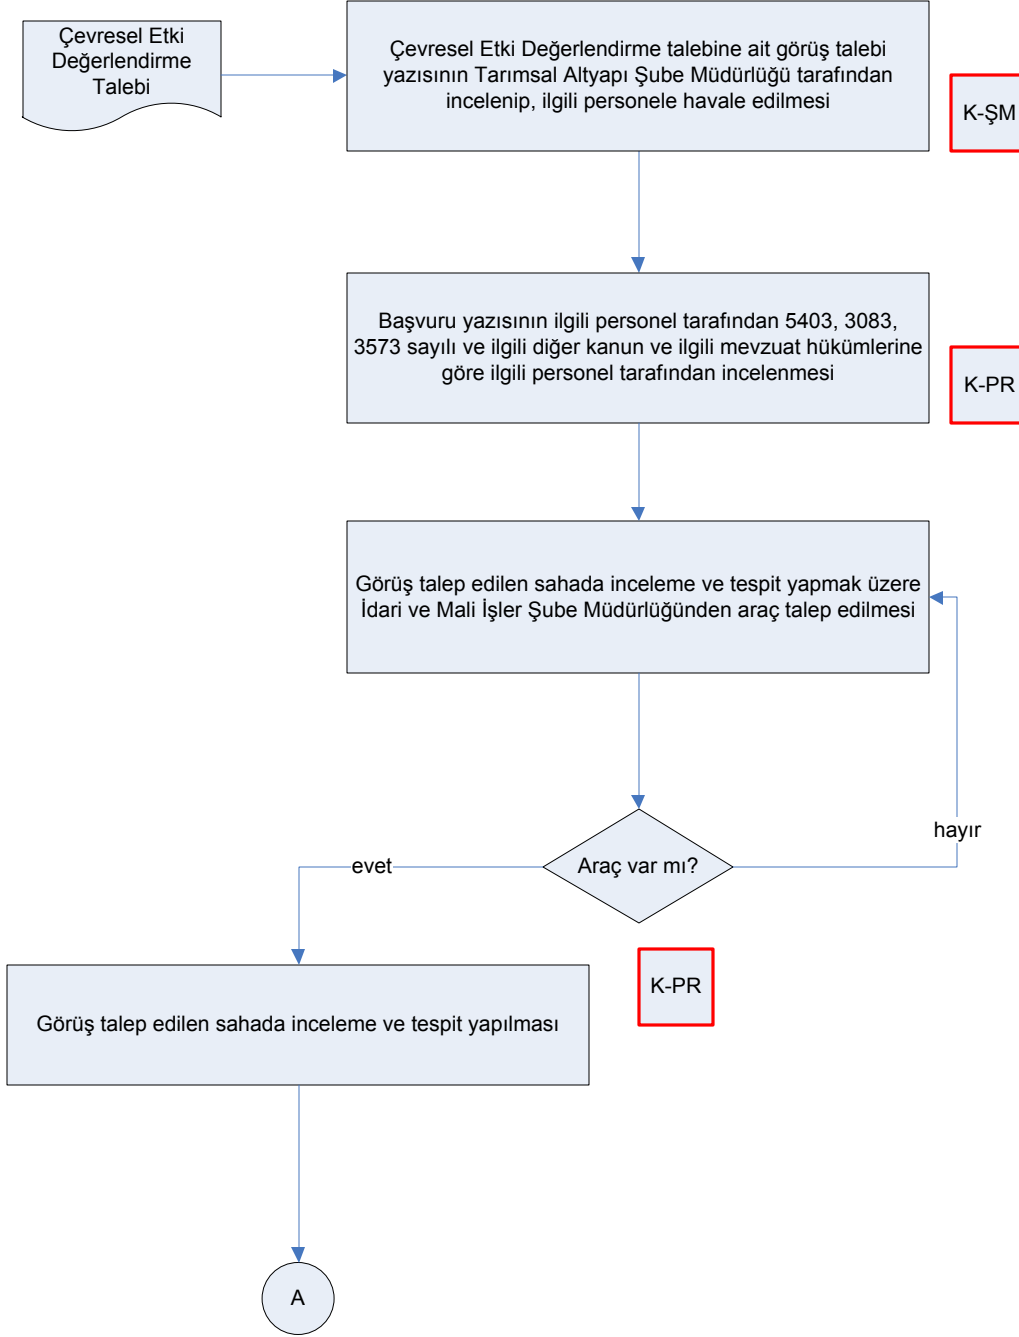 Çevresel Etki
Değerlendirme
Talebi
Çevresel Etki Değerlendirme talebine ait görüş talebi
yazısının Tarımsal Altyapı Şube Müdürlüğü tarafından
incelenip, ilgili personele havale edilmesi
K-ŞM
Başvuru yazısının ilgili personel tarafından 5403, 3083,
3573 sayılı ve ilgili diğer kanun ve ilgili mevzuat hükümlerine
göre ilgili personel tarafından incelenmesi
K-PR
Görüş talep edilen sahada inceleme ve tespit yapmak üzere
İdari ve Mali İşler Şube Müdürlüğünden araç talep edilmesi
hayır
evet
Araç var mı?
K-PR
Görüş talep edilen sahada inceleme ve tespit yapılması
A